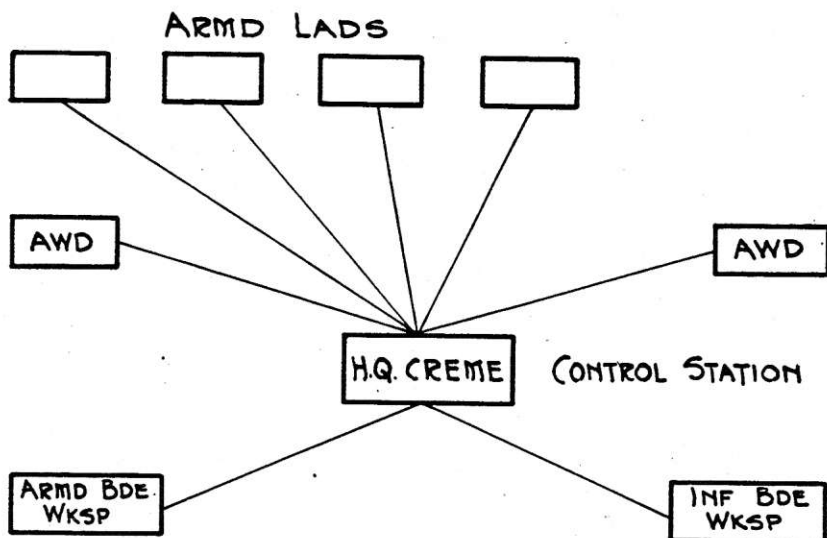 ARMD LADS
AWD
AWD
H.Q. CREME
CONTROL STATION
ARMD BDE.
WKSP
INF BDE
WKSP